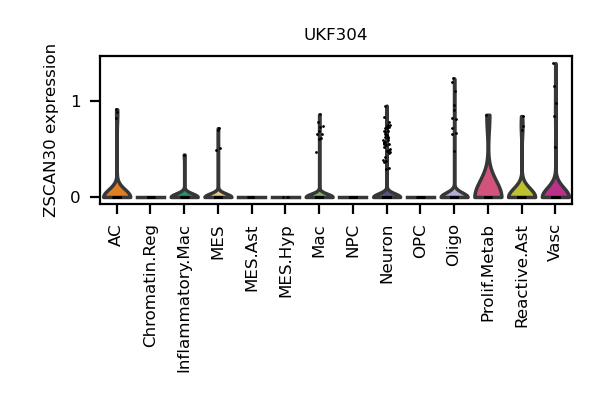 UKF304
ZSCAN30 expression
1
0
AC
Chromatin.Reg
Inflammatory.Mac
MES
MES.Ast
MES.Hyp
Mac
NPC
Neuron
OPC
Oligo
Prolif.Metab
Reactive.Ast
Vasc